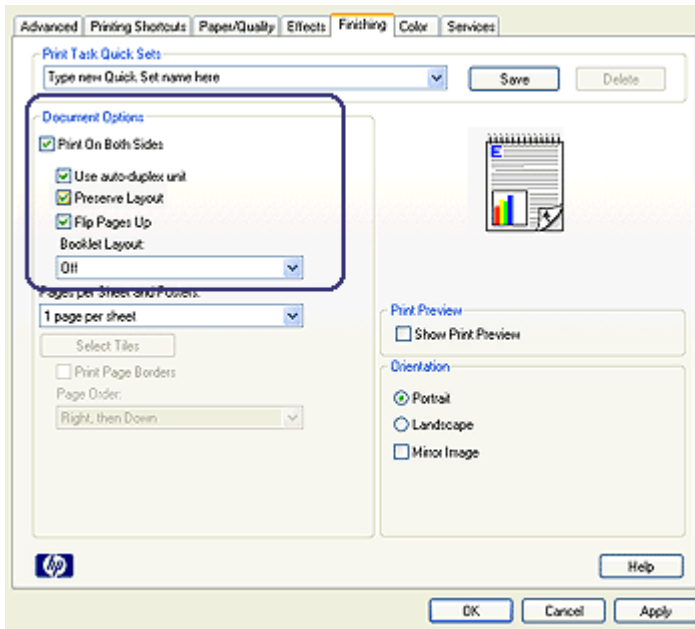 Advanced Printing Shortcuts Paper/Quality Effects Finishing Color Services
Print Task Quick Sets
Type new Quick Set name here Save Delete
Document Options
Print On Both Sides
Use auto-duplex unit
Preserve Layout
Flip Pages Up
Booklet Layout:
Off
Pages per Sheet and Posters:
1 page per sheet
Select Tiles
Print Page Borders
Page Order:
Right, then Down
E
Print Preview
Show Print Preview
Orientation
Portrait
Landscape
Mirror Image
hp
Help
OK Cancel Apply